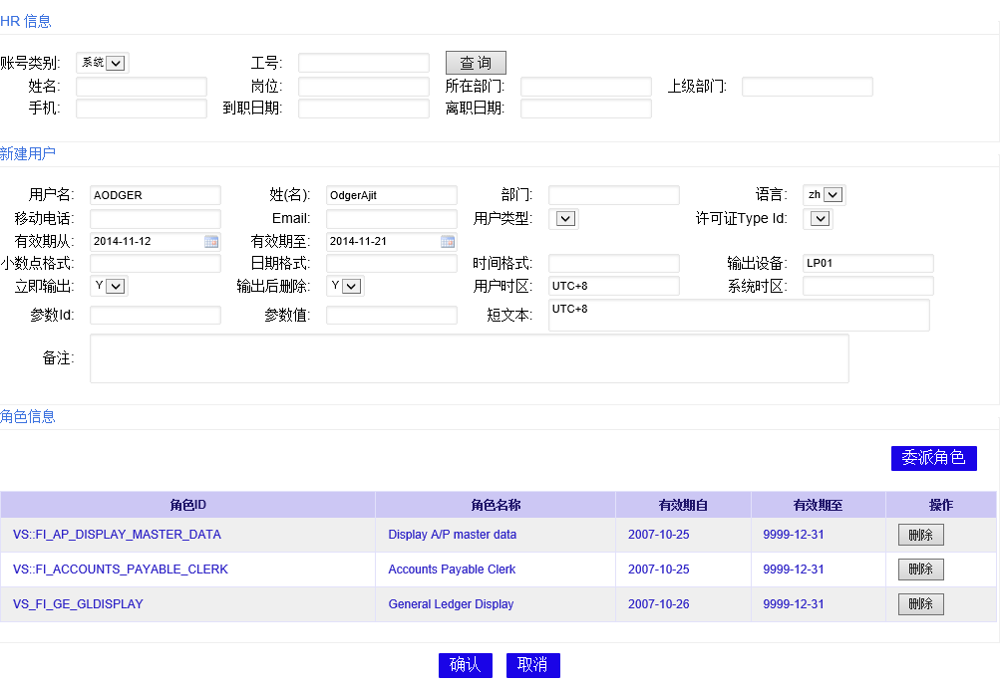 HR 信息
账号类别: 系统 工号: 查 询
姓名: 岗位: 所在部门: 上级部门:
手机: 到职日期: 离职日期:
新建用户
用户名: AODGER 姓(名): OdgerAjit 部门: 语言: zh
移动电话: Email: 用户类型: 许可证Type Id:
有效期从: 2014-11-12 有效期至: 2014-11-21
小数点格式: 日期格式: 时间格式: 输出设备: LP01
立即输出: Y 输出后删除: Y 用户时区: UTC+8 系统时区:
参数Id: 参数值: 短文本: UTC+8
备注:
角色信息
委派角色
角色ID 角色名称 有效期自 有效期至 操作
VS::FI_AP_DISPLAY_MASTER_DATA Display A/P master data 2007-10-25 9999-12-31 删除
VS::FI_ACCOUNTS_PAYABLE_CLERK Accounts Payable Clerk 2007-10-25 9999-12-31 删除
VS_FI_GE_GLDISPLAY General Ledger Display 2007-10-26 9999-12-31 删除
确认 取消